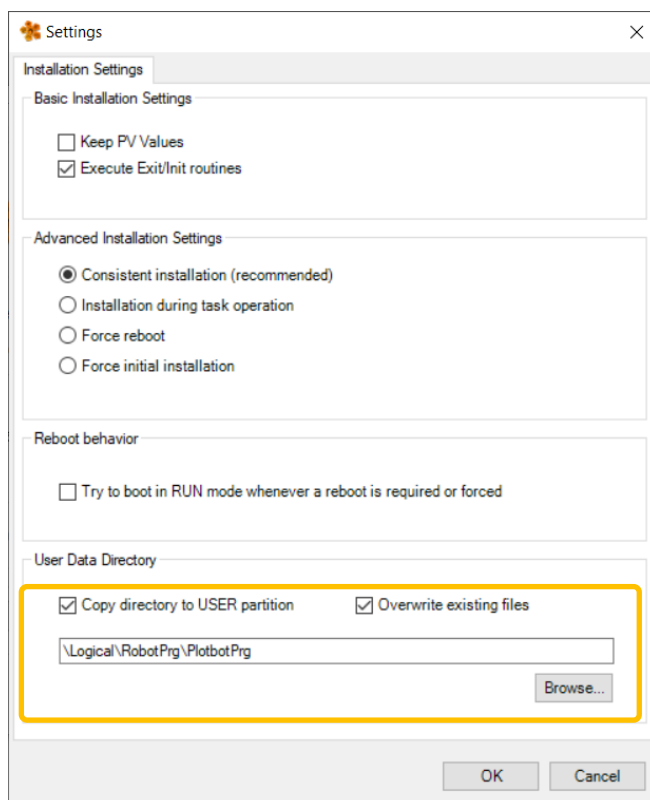 Settings
Installation Settings
Basic Installation Settings
Keep PV Values
Execute Exit/Init routines
Advanced Installation Settings
Consistent installation (recommended)
Installation during task operation
Force reboot
Force initial installation
Reboot behavior
Try to boot in RUN mode whenever a reboot is required or forced
User Data Directory
Copy directory to USER partition Overwrite existing files
\Logical\RobotPrg\PlotbotPrg
Browse...
OK Cancel